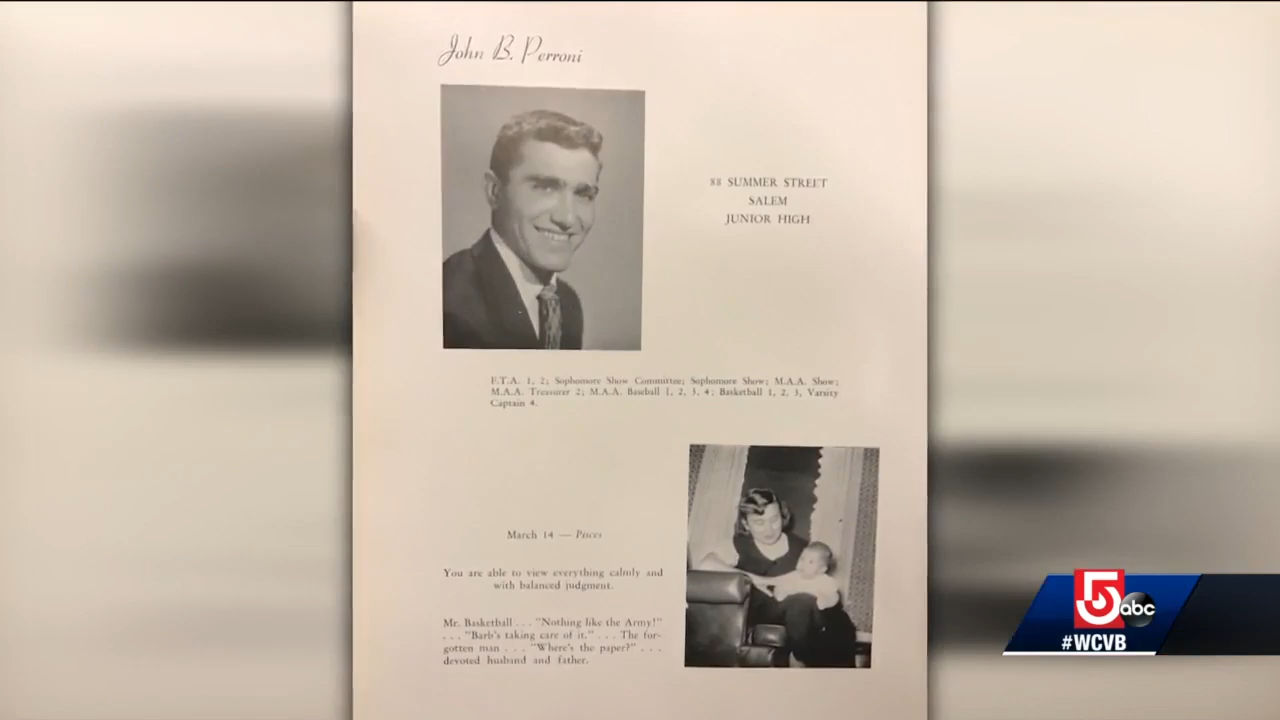 John B. Perroni
88 SUMMER STREET
SALEM
JUNIOR HIGH
F.T.A. 1, 2; Sophomore Show Committee; Sophomore Show; M.A.A. Show;
M.A.A. Treasurer 2; M.A.A. Baseball 1, 2, 3, 4; Basketball 1, 2, 3, Varsity
Captain 4.
March 14 — Pisces
You are able to view everything calmly and
with balanced judgment.
Mr. Basketball . . . "Nothing like the Army!"
. . . "Barb's taking care of it." . . . The for-
gotten man . . . "Where's the paper?" . . .
devoted husband and father.
5 abc
#WCVB